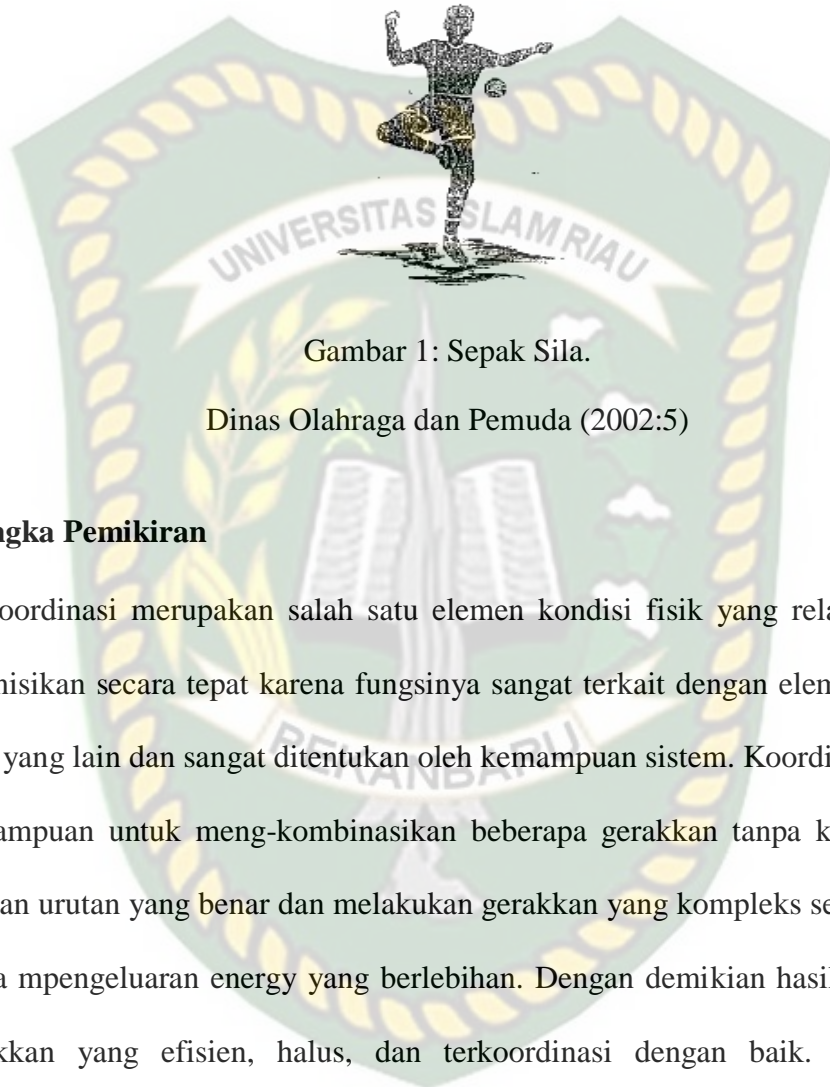 UNIVERSITAS ISLAM RIAU
Gambar 1: Sepak Sila.
Dinas Olahraga dan Pemuda (2002:5)
ngka Pemikiran
oordinasi merupakan salah satu elemen kondisi fisik yang rela
nisikan secara tepat karena fungsinya sangat terkait dengan elem
yang lain dan sangat ditentukan oleh kemampuan sistem. Koordi
ampuan untuk meng-kombinasikan beberapa gerakkan tanpa k
an urutan yang benar dan melakukan gerakkan yang kompleks se
a mpengeluaran energy yang berlebihan. Dengan demikian hasil
kkan yang efisien, halus, dan terkoordinasi dengan baik.
PEKANBARU